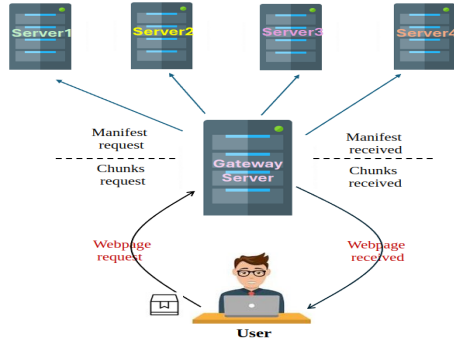 Server1
Server2
Server3
Server4
Manifest
request
Manifest
received
Gateway
Server
Chunks
request
Chunks
received
Webpage
request
Webpage
received
User